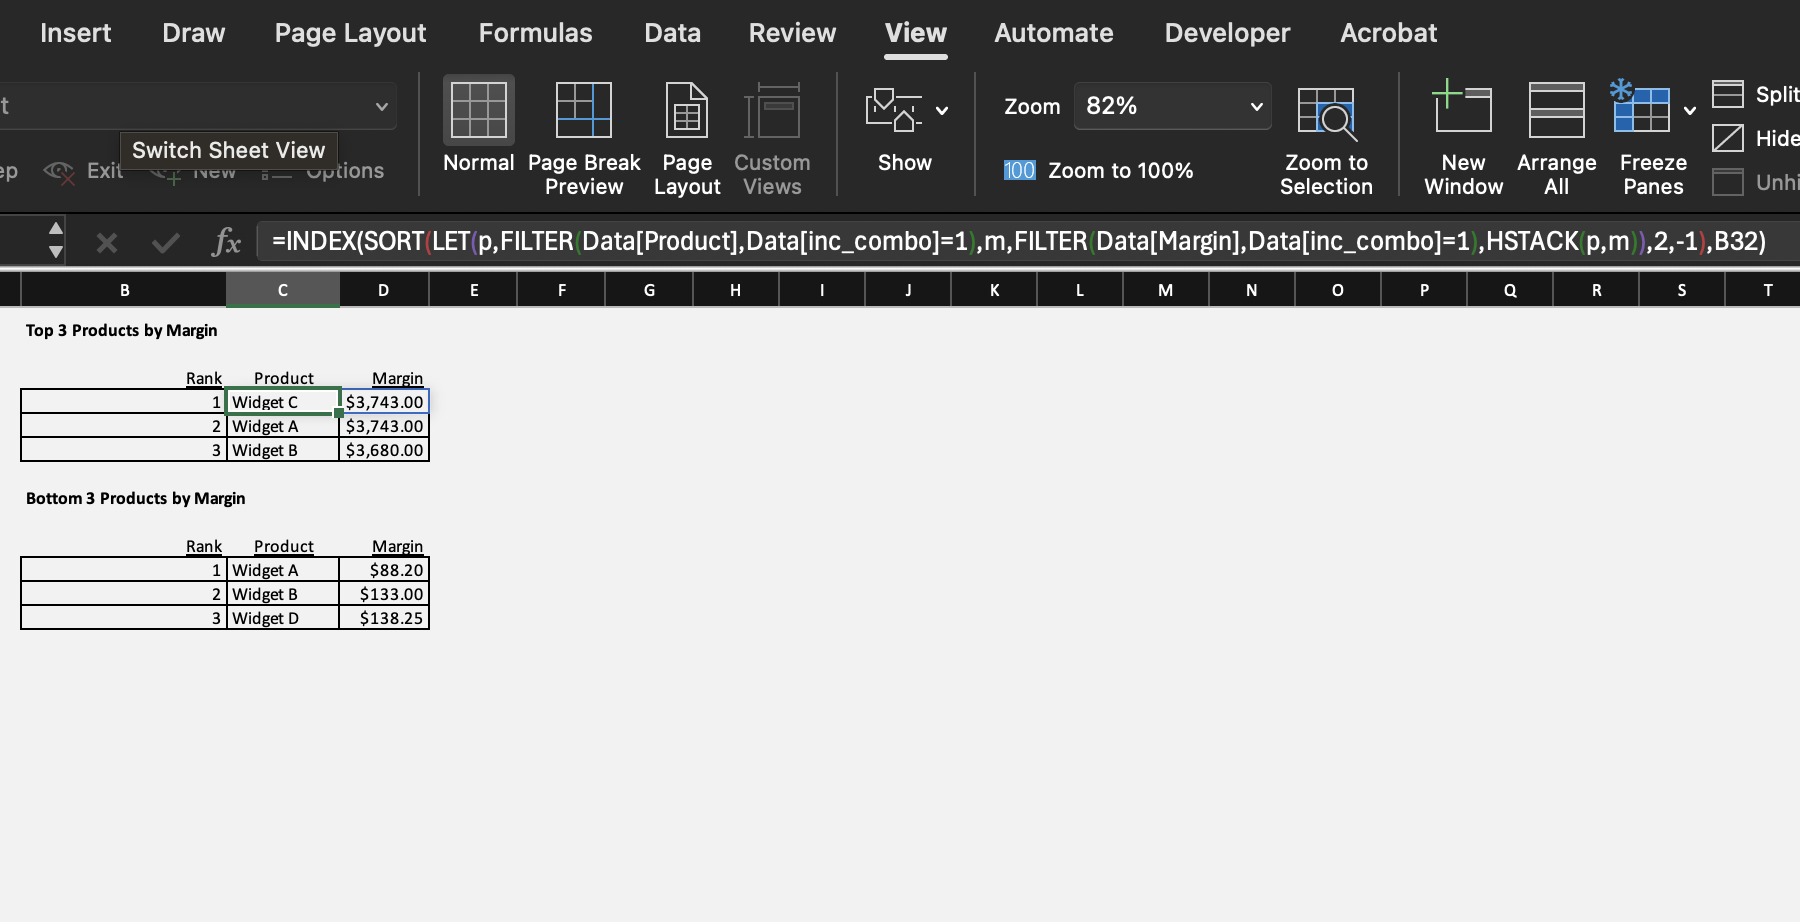 Insert Draw Page Layout Formulas Data Review View Automate Developer Acrobat
t
Zoom 82%
Split
Switch Sheet View
Hide
Exit New Options
Normal Page Break Preview Page Layout Custom Views
Show
100 Zoom to 100%
Zoom to Selection
New Window Arrange All Freeze Panes
fx =INDEX(SORT(LET(p,FILTER(Data[Product],Data[inc_combo]=1),m,FILTER(Data[Margin],Data[inc_combo]=1),HSTACK(p,m)),2,-1),B32)
B C D E F G H I J K L M N O P Q R S T
Top 3 Products by Margin
Rank Product Margin
1 Widget C $3,743.00
2 Widget A $3,743.00
3 Widget B $3,680.00
Bottom 3 Products by Margin
Rank Product Margin
1 Widget A $88.20
2 Widget B $133.00
3 Widget D $138.25